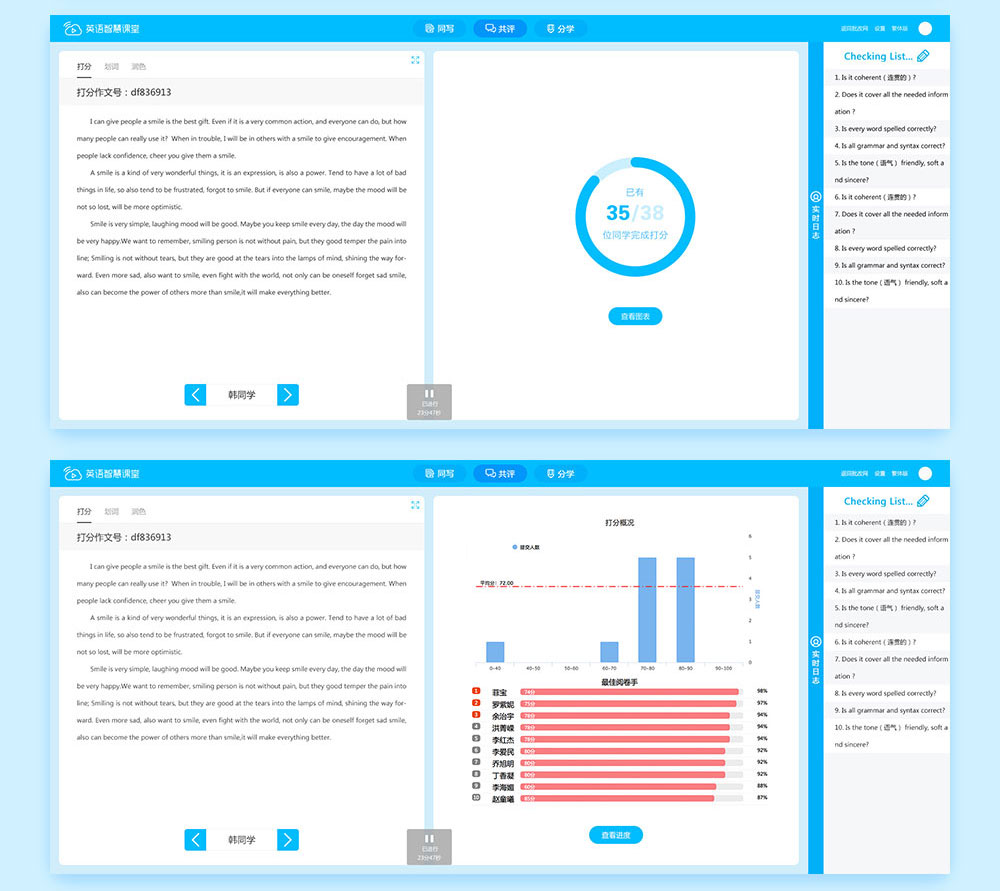 英语智慧课堂
同写
共评
分学
返回批改网 设置 繁体版
打分 划词 润色
打分作文号：df836913
I can give people a smile is the best gift. Even if it is a very common action, and everyone can do, but how
many people can really use it? When in trouble, I will be in others with a smile to give encouragement. When
people lack confidence, cheer you give them a smile.
A smile is a kind of very wonderful things, it is an expression, is also a power. Tend to have a lot of bad
things in life, so also tend to be frustrated, forgot to smile. But if everyone can smile, maybe the mood will be
not so lost, will be more optimistic.
Smile is very simple, laughing mood will be good. Maybe you keep smile every day, the day the mood will
be very happy.We want to remember, smiling person is not without pain, but they good temper the pain into
line; Smiling is not without tears, but they are good at the tears into the lamps of mind, shining the way for-
ward. Even more sad, also want to smile, even fight with the world, not only can be oneself forget sad smile,
also can become the power of others more than smile,it will make everything better.
韩同学
已进行
23分47秒
已有
35/38
位同学完成打分
查看图表
实时日志
Checking List...
1. Is it coherent（连贯的）?
2. Does it cover all the needed inform
ation ?
3. Is every word spelled correctly?
4. Is all grammar and syntax correct?
5. Is the tone（语气） friendly, soft a
nd sincere?
6. Is it coherent（连贯的）?
7. Does it cover all the needed inform
ation ?
8. Is every word spelled correctly?
9. Is all grammar and syntax correct?
10. Is the tone（语气） friendly, soft a
nd sincere?
英语智慧课堂
同写
共评
分学
返回批改网 设置 繁体版
打分 划词 润色
打分作文号：df836913
I can give people a smile is the best gift. Even if it is a very common action, and everyone can do, but how
many people can really use it? When in trouble, I will be in others with a smile to give encouragement. When
people lack confidence, cheer you give them a smile.
A smile is a kind of very wonderful things, it is an expression, is also a power. Tend to have a lot of bad
things in life, so also tend to be frustrated, forgot to smile. But if everyone can smile, maybe the mood will be
not so lost, will be more optimistic.
Smile is very simple, laughing mood will be good. Maybe you keep smile every day, the day the mood will
be very happy.We want to remember, smiling person is not without pain, but they good temper the pain into
line; Smiling is not without tears, but they are good at the tears into the lamps of mind, shining the way for-
ward. Even more sad, also want to smile, even fight with the world, not only can be oneself forget sad smile,
also can become the power of others more than smile,it will make everything better.
韩同学
已进行
23分47秒
打分概况
提交人数
平均分：72.00
6
5
4
3
2
1
0
提交人数
0-40 40-50 50-60 60-70 70-80 80-90 90-100
最佳阅卷手
1 菲宝 74分 98%
2 罗紫妮 75分 97%
3 余治宇 78分 94%
4 洪菁嵘 78分 94%
5 李红杰 78分 94%
6 李爱民 80分 92%
7 乔旭明 80分 92%
8 丁香凝 80分 92%
9 李海媚 60分 88%
10 赵童曦 85分 87%
查看进度
实时日志
Checking List...
1. Is it coherent（连贯的）?
2. Does it cover all the needed inform
ation ?
3. Is every word spelled correctly?
4. Is all grammar and syntax correct?
5. Is the tone（语气） friendly, soft a
nd sincere?
6. Is it coherent（连贯的）?
7. Does it cover all the needed inform
ation ?
8. Is every word spelled correctly?
9. Is all grammar and syntax correct?
10. Is the tone（语气） friendly, soft a
nd sincere?